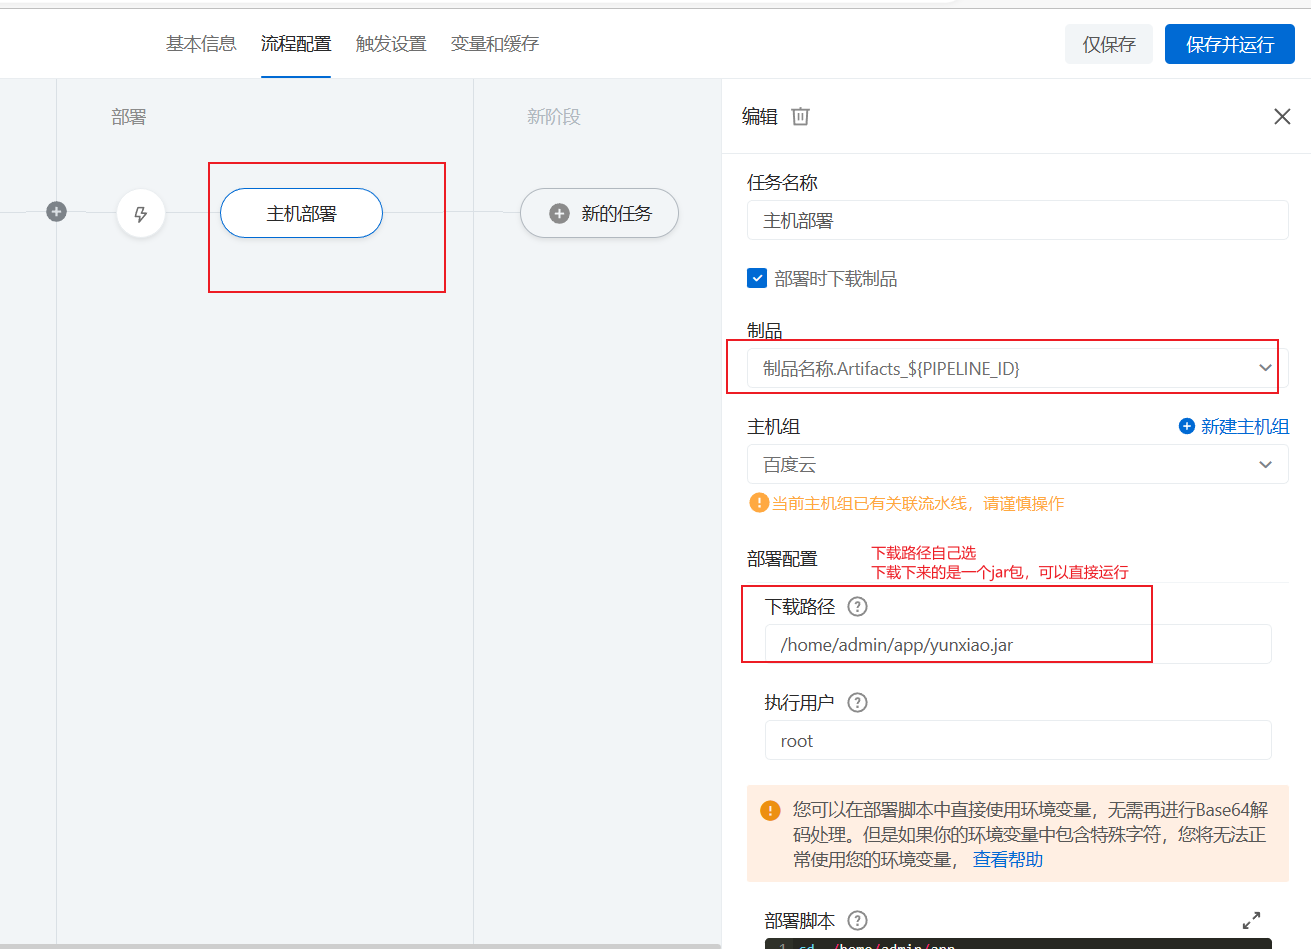 基本信息 流程配置 触发设置 变量和缓存 仅保存 保存并运行
部署 新阶段 编辑
主机部署 新的任务
任务名称
主机部署
部署时下载制品
制品
制品名称.Artifacts_${PIPELINE_ID}
主机组 新建主机组
百度云
当前主机组已有关联流水线，请谨慎操作
部署配置
下载路径自己选
下载下来的是一个jar包，可以直接运行
下载路径
/home/admin/app/yunxiao.jar
执行用户
root
您可以在部署脚本中直接使用环境变量，无需再进行Base64解
码处理。但是如果你的环境变量中包含特殊字符，您将无法正
常使用您的环境变量， 查看帮助
部署脚本
1 cd /home/admin/app